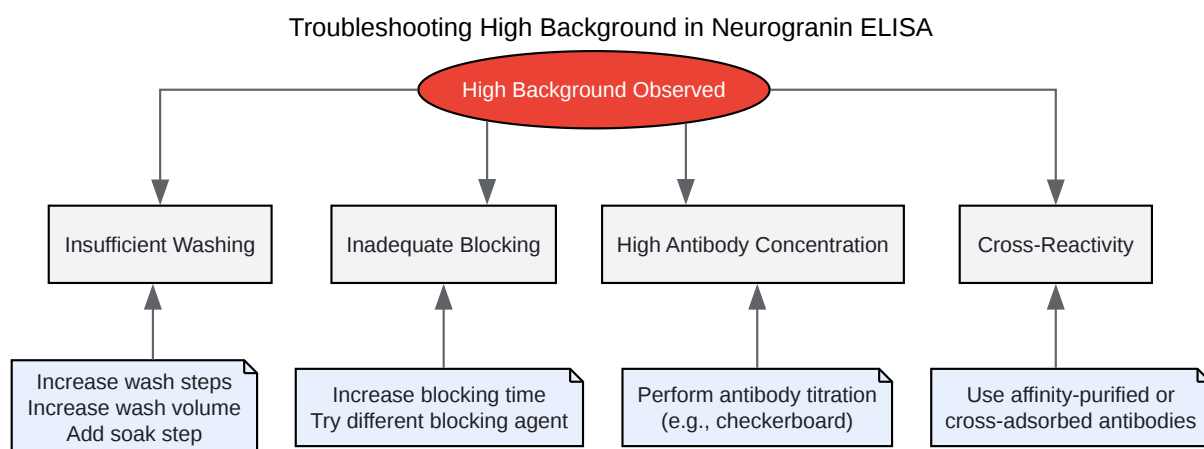 Troubleshooting High Background in Neurogranin ELISA
High Background Observed
Insufficient Washing
Inadequate Blocking
High Antibody Concentration
Cross-Reactivity
Increase wash steps
Increase wash volume
Add soak step
Increase blocking time
Try different blocking agent
Perform antibody titration
(e.g., checkerboard)
Use affinity-purified or
cross-adsorbed antibodies